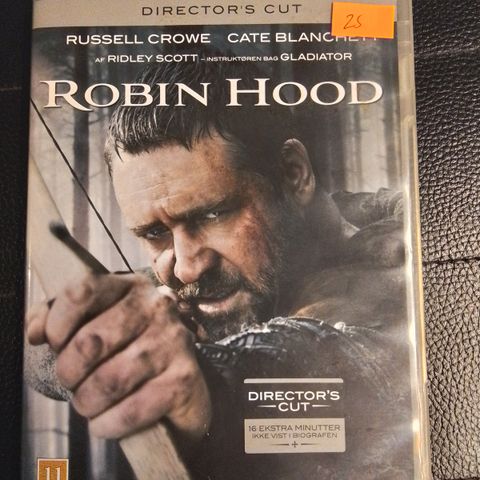 DIRECTOR'S CUT
25
RUSSELL CROWE CATE BLANCHETT
AF RIDLEY SCOTT – INSTRUKTØREN BAG GLADIATOR
ROBIN HOOD
DIRECTOR'S
CUT
16 EKSTRA MINUTTER
IKKE VIST I BIOGRAFEN
11